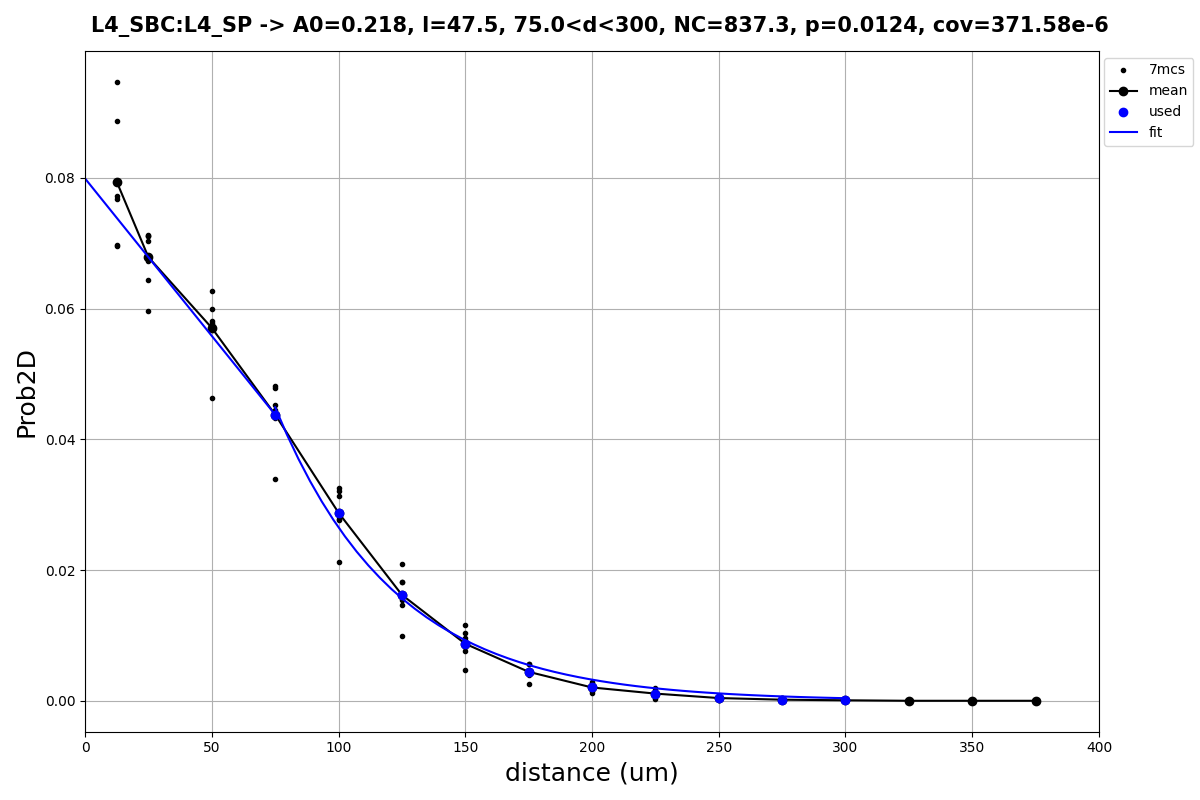 L4_SBC:L4_SP -> A0=0.218, l=47.5, 75.0<d<300, NC=837.3, p=0.0124, cov=371.58e-6
7mcs
mean
used
fit
0.08
0.06
0.04
0.02
0.00
Prob2D
0 50 100 150 200 250 300 350 400
distance (um)